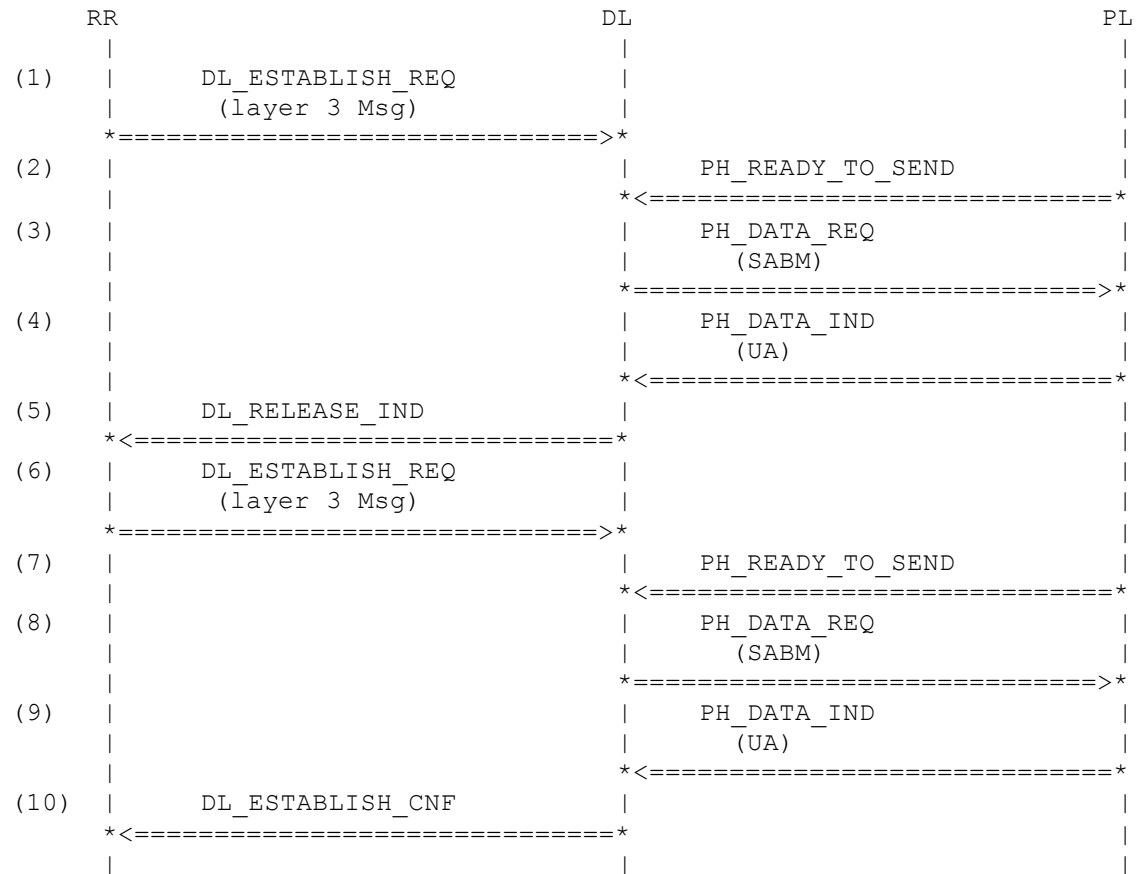 RR DL PL
(1) DL_ESTABLISH_REQ
(layer 3 Msg)
(2) PH_READY_TO_SEND
(3) PH_DATA_REQ
(SABM)
(4) PH_DATA_IND
(UA)
(5) DL_RELEASE_IND
(6) DL_ESTABLISH_REQ
(layer 3 Msg)
(7) PH_READY_TO_SEND
(8) PH_DATA_REQ
(SABM)
(9) PH_DATA_IND
(UA)
(10) DL_ESTABLISH_CNF